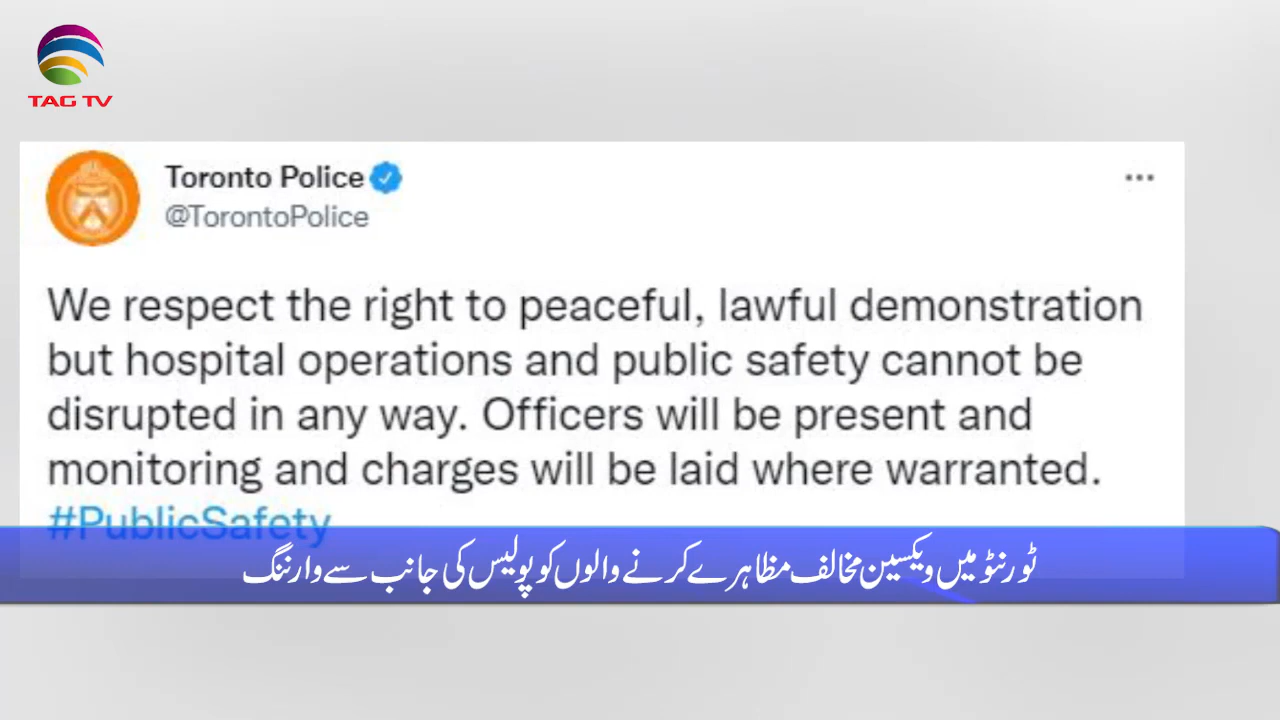 TAG TV
Toronto Police
@TorontoPolice
We respect the right to peaceful, lawful demonstration
but hospital operations and public safety cannot be
disrupted in any way. Officers will be present and
monitoring and charges will be laid where warranted.
#PublicSafety
ٹورنٹو میں ویکسین مخالف مظاہرے کرنے والوں کو پولیس کی جانب سے وارننگ